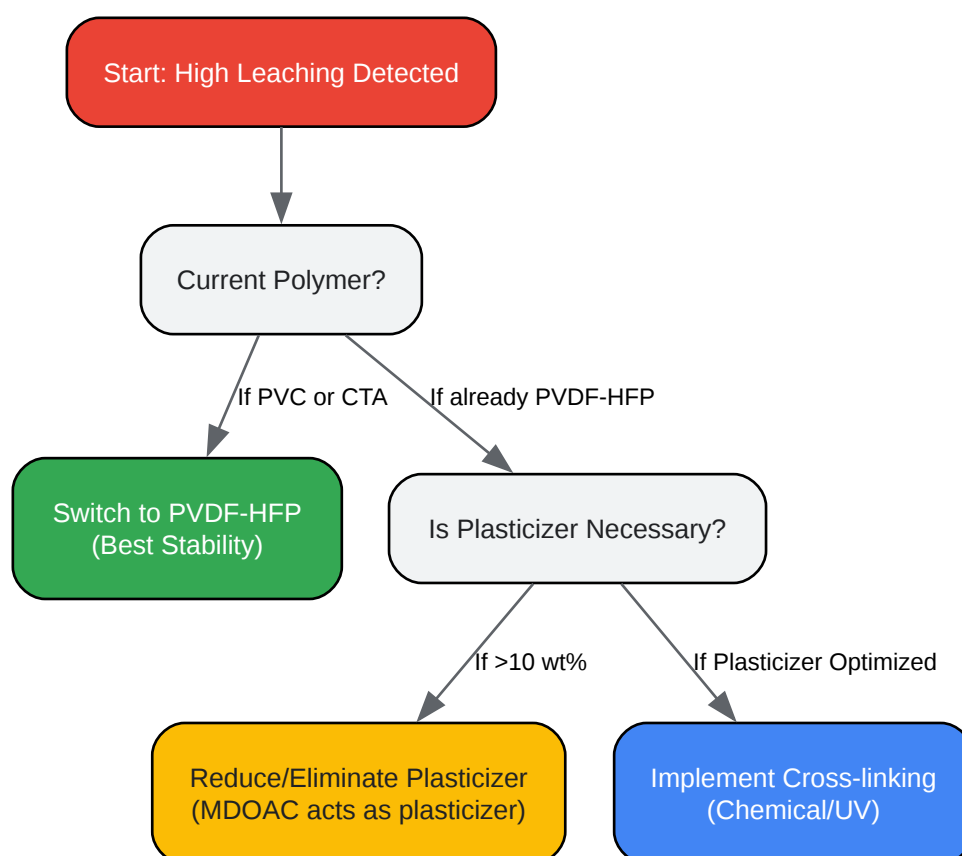 Start: High Leaching Detected
Current Polymer?
If PVC or CTA
If already PVDF-HFP
Switch to PVDF-HFP
(Best Stability)
Is Plasticizer Necessary?
If >10 wt%
If Plasticizer Optimized
Reduce/Eliminate Plasticizer
(MDOAC acts as plasticizer)
Implement Cross-linking
(Chemical/UV)